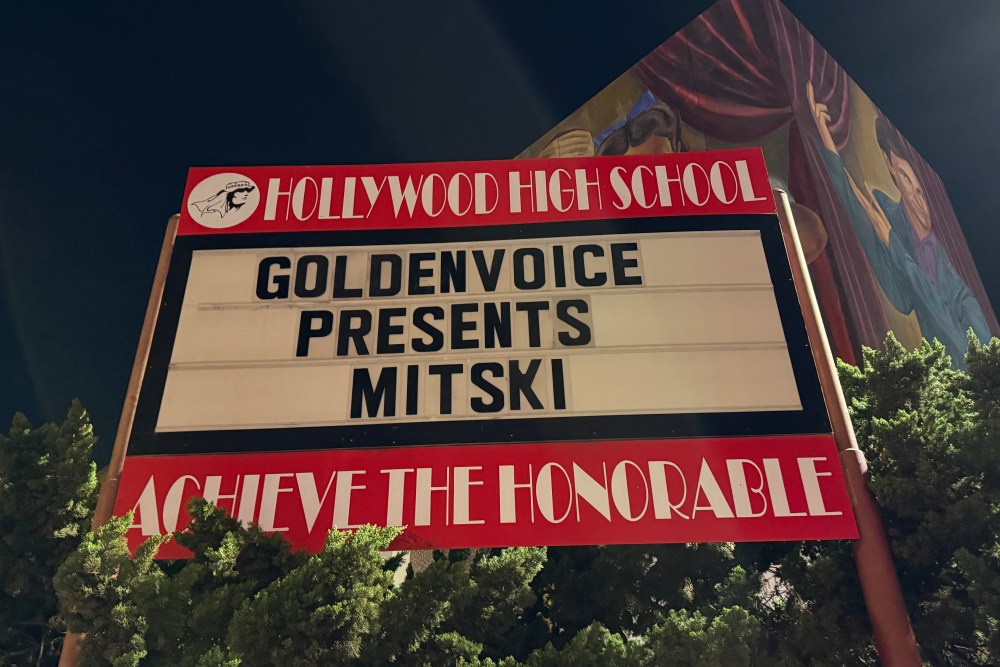 HOLLYWOOD HIGH SCHOOL
GOLDENVOICE
PRESENTS
MITSKI
ACHIEVE THE HONORABLE